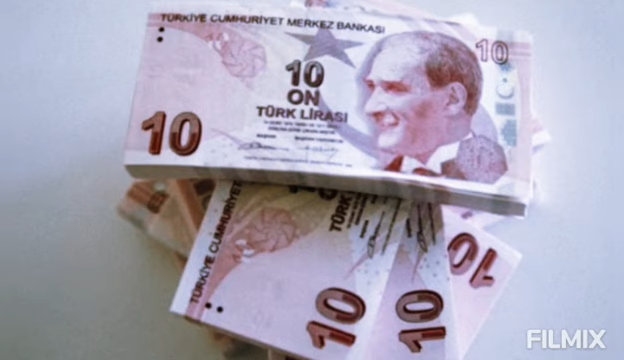 TÜRKİYE CUMHURİYET MERKEZ BANKASI
10
10
ON
TÜRK LİRASI
10
TÜRKİYE CUMHURİYET MERKEZ
TÜRK
10
10
10
FILMIX